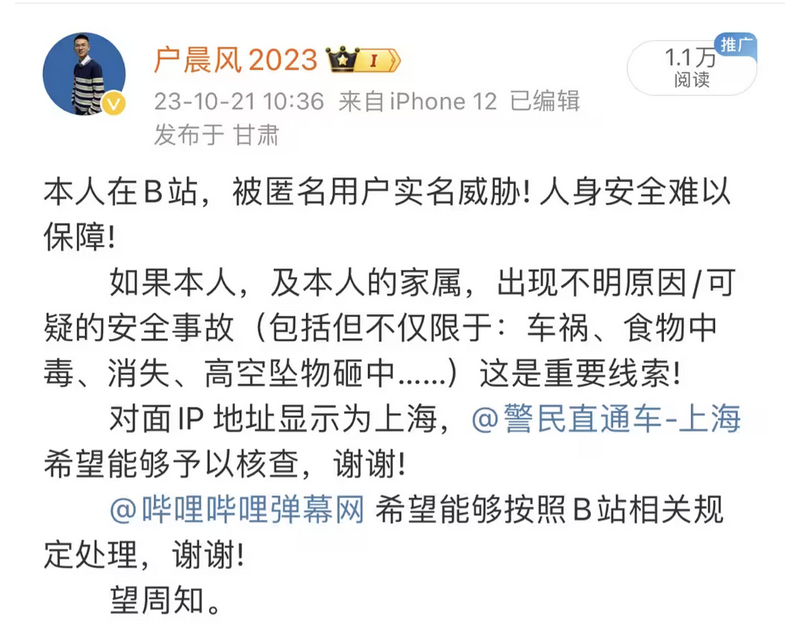 户晨风2023 I
1.1万
推广
阅读
23-10-21 10:36 来自iPhone 12 已编辑
发布于 甘肃
本人在B站，被匿名用户实名威胁！人身安全难以
保障！
如果本人，及本人的家属，出现不明原因/可
疑的安全事故（包括但不仅限于：车祸、食物中
毒、消失、高空坠物砸中......）这是重要线索！
对面IP 地址显示为上海，@警民直通车-上海
希望能够予以核查，谢谢！
@哔哩哔哩弹幕网 希望能够按照B站相关规
定处理，谢谢！
望周知。